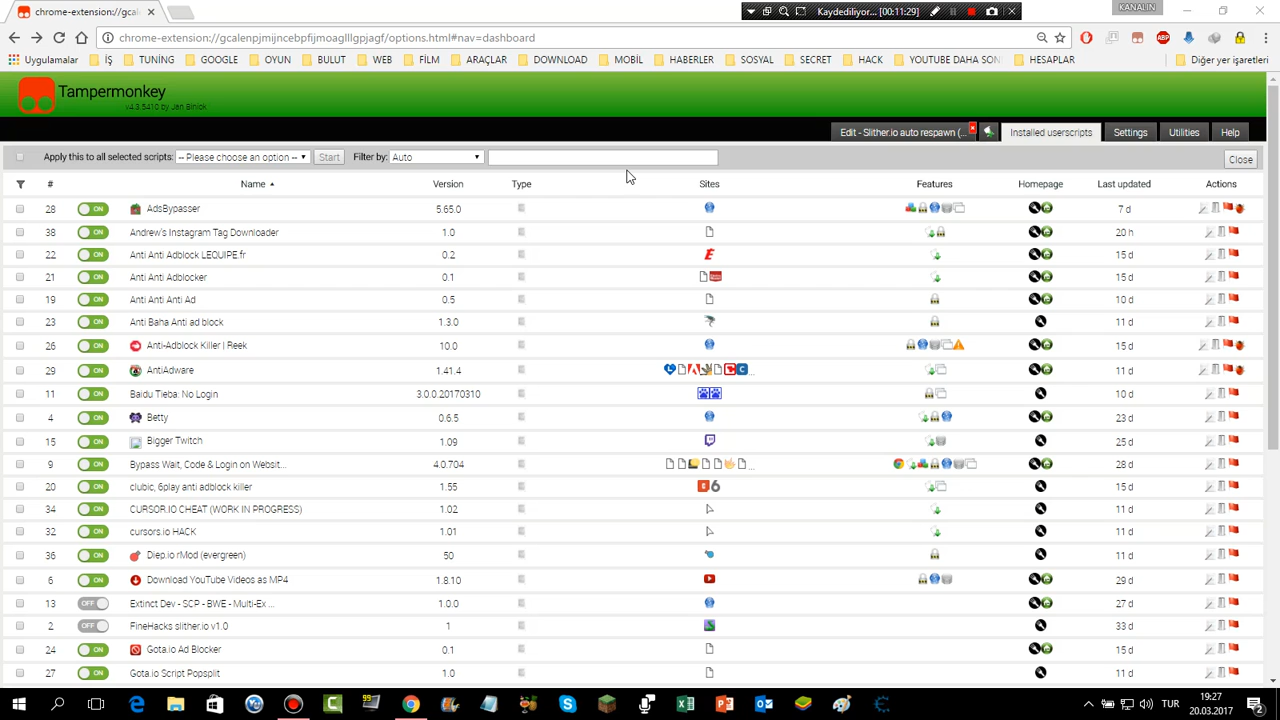 chrome-extension://gcal
Kaydediliyor... 00:11:29
KANALIN
chrome-extension://gcalenpjmijncebpfijmoaglllgpjagf/options.html#nav=dashboard
Uygulamalar İŞ TUNİNG GOOGLE OYUN BULUT WEB FİLM ARAÇLAR DOWNLOAD MOBİL HABERLER SOSYAL SECRET HACK YOUTUBE DAHA SON HESAPLAR Diğer yer işaretleri
Tampermonkey
v4.3.5410 by Jan Biniok
Edit - Slither.io auto respawn (... Installed userscripts Settings Utilities Help
Apply this to all selected scripts: -- Please choose an option -- Start Filter by: Auto Close
# Name Version Type Sites Features Homepage Last updated Actions
28 ON AdsBypasser 5.65.0 7 d
38 ON Andrew's Instagram Tag Downloader 1.0 20 h
22 ON Anti Anti Adblock LEQUIPE.fr 0.2 15 d
21 ON Anti Anti Adblocker 0.1 15 d
19 ON Anti Anti Anti Ad 0.5 10 d
23 ON Anti Baha Anti ad block 1.3.0 11 d
26 ON Anti-Adblock Killer | Reek 10.0 15 d
29 ON AntiAdware 1.41.4 ... 11 d
11 ON Baidu Tieba: No Login 3.0.0.20170310 10 d
4 ON Betty 0.6.5 23 d
15 ON Bigger Twitch 1.09 25 d
9 ON Bypass Wait, Code & Login on Websit... 4.0.704 ... 28 d
20 ON clubic, 6play anti adblock killer 1.55 6 15 d
34 ON CURSOR.IO CHEAT (WORK IN PROGRESS) 1.02 11 d
32 ON cursors.io HACK 1.01 11 d
36 ON Diep.io rMod (evergreen) 50 11 d
6 ON Download YouTube Videos as MP4 1.8.10 29 d
13 OFF Extinct Dev - SCP - BWE - Multi-Ex ... 1.0.0 27 d
2 OFF FineHacks slither.io v1.0 1 33 d
24 ON Gota.io Ad Blocker 0.1 15 d
27 ON Gota.io Script Popsplit 1.0 11 d
TUR 19:27
20.03.2017